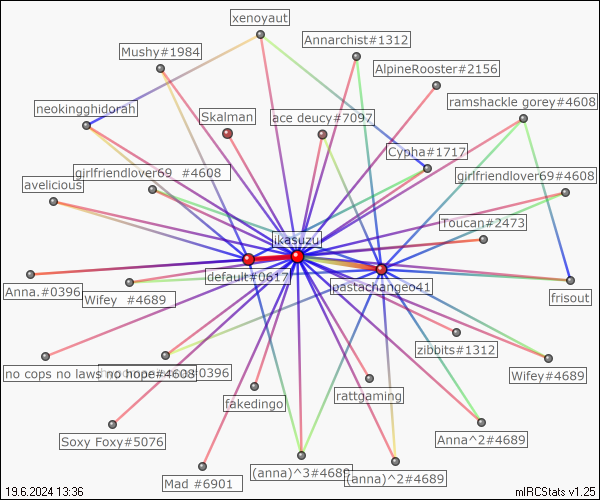 xenoyaut
Annarchist#1312
Mushy#1984
AlpineRooster#2156
ramshackle gorey#4608
neokingghidorah
Skalman
ace deucy#7097
Cypha#1717
girlfriendlover69 #4608
girlfriendlover69#4608
avelicious
Toucan#2473
ikasuzu
default#0617
pastachangeo41
Anna.#0396
Wifey #4689
frisout
zibbits#1312
no cops no laws no hope#4608
#0396
Wifey#4689
rattgaming
fakedingo
Soxy Foxy#5076
Anna^2#4689
(anna)^3#4689
(anna)^2#4689
Mad #6901
19.6.2024 13:36
mIRCStats v1.25